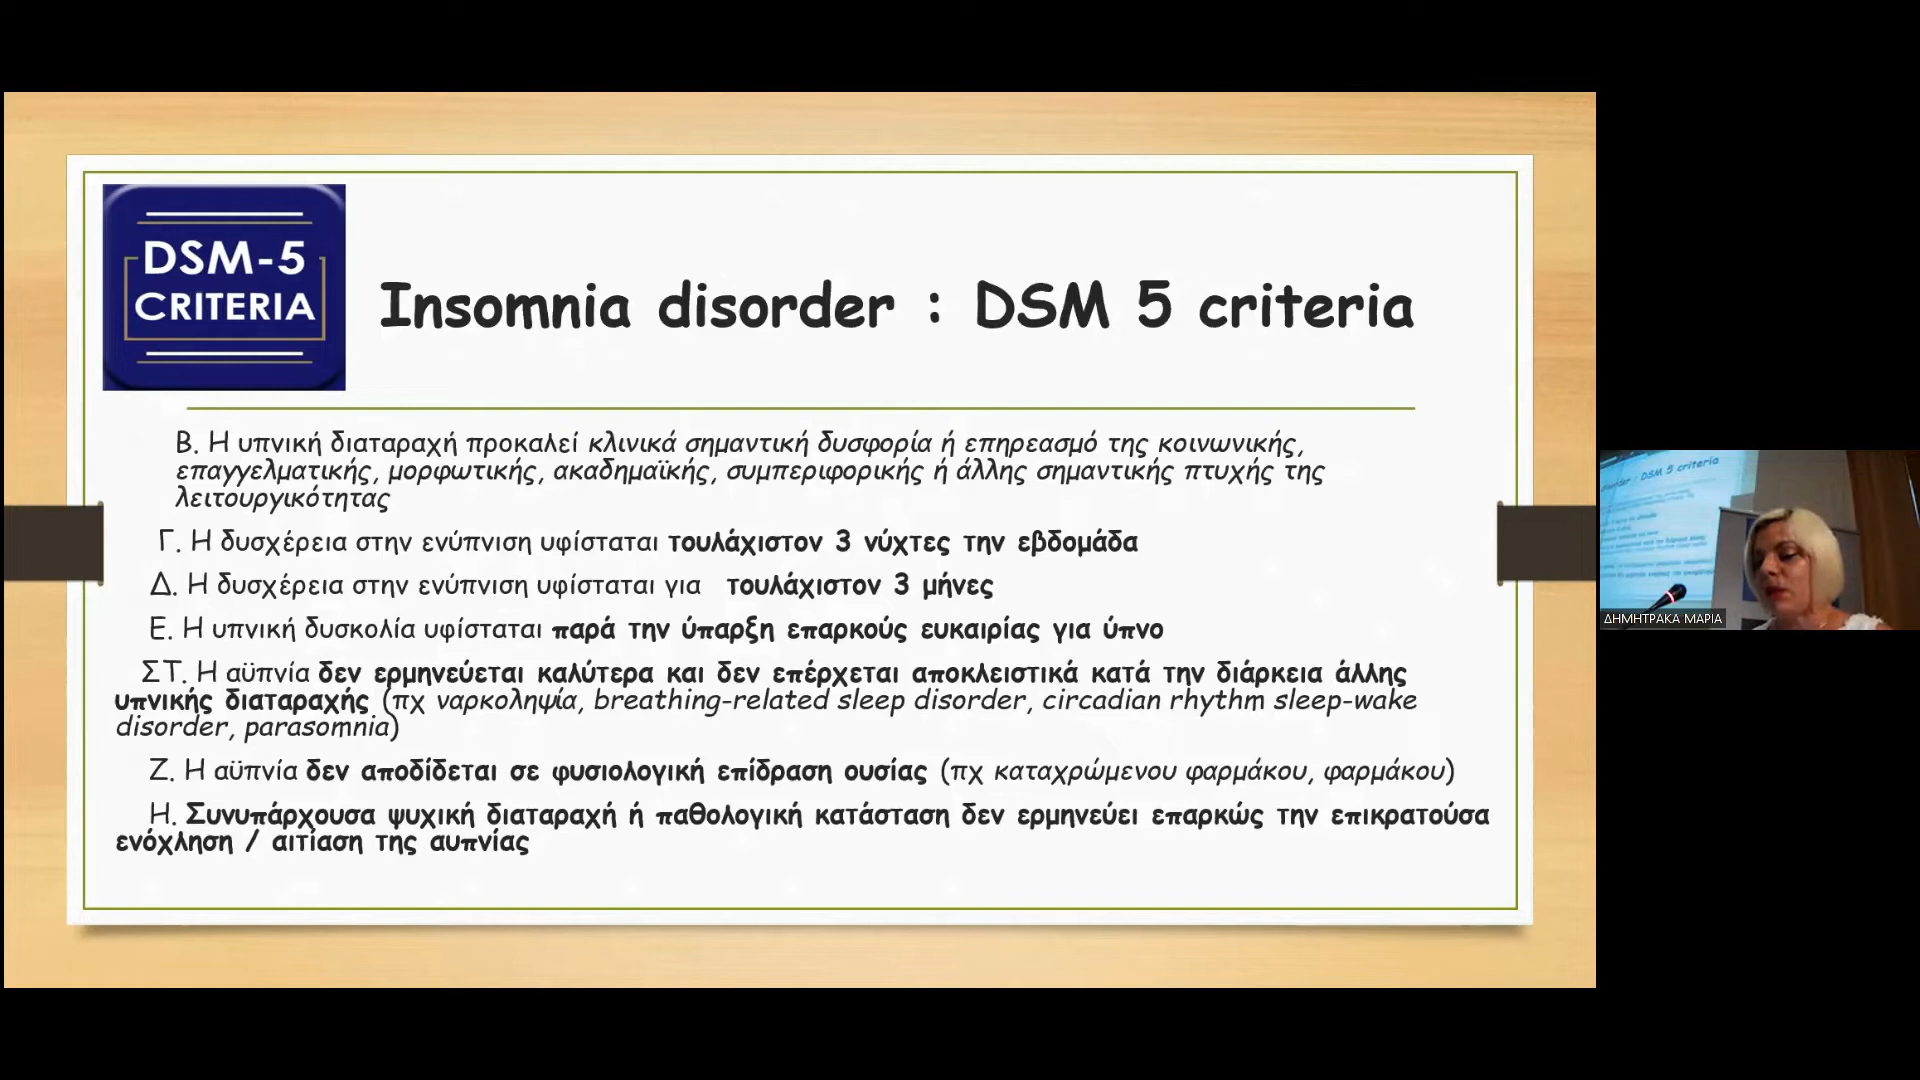 DSM-5
CRITERIA
Insomnia disorder : DSM 5 criteria
Β. Η υπνική διαταραχή προκαλεί κλινικά σημαντική δυσφορία ή επηρεασμό της κοινωνικής,
επαγγελματικής, μορφωτικής, ακαδημαϊκής, συμπεριφορικής ή άλλης σημαντικής πτυχής της
λειτουργικότητας
Γ. Η δυσχέρεια στην ενύπνιση υφίσταται τουλάχιστον 3 νύχτες την εβδομάδα
Δ. Η δυσχέρεια στην ενύπνιση υφίσταται για τουλάχιστον 3 μήνες
Ε. Η υπνική δυσκολία υφίσταται παρά την ύπαρξη επαρκούς ευκαιρίας για ύπνο
ΣΤ. Η αϋπνία δεν ερμηνεύεται καλύτερα και δεν επέρχεται αποκλειστικά κατά την διάρκεια άλλης
υπνικής διαταραχής (πχ ναρκοληψία, breathing-related sleep disorder, circadian rhythm sleep-wake
disorder, parasomnia)
Ζ. Η αϋπνία δεν αποδίδεται σε φυσιολογική επίδραση ουσίας (πχ καταχρώμενου φαρμάκου, φαρμάκου)
Η. Συνυπάρχουσα ψυχική διαταραχή ή παθολογική κατάσταση δεν ερμηνεύει επαρκώς την επικρατούσα
ενόχληση / αιτίαση της αυπνίας
disorder : DSM 5 criteria
ΔΗΜΗΤΡΑΚΑ ΜΑΡΙΑ